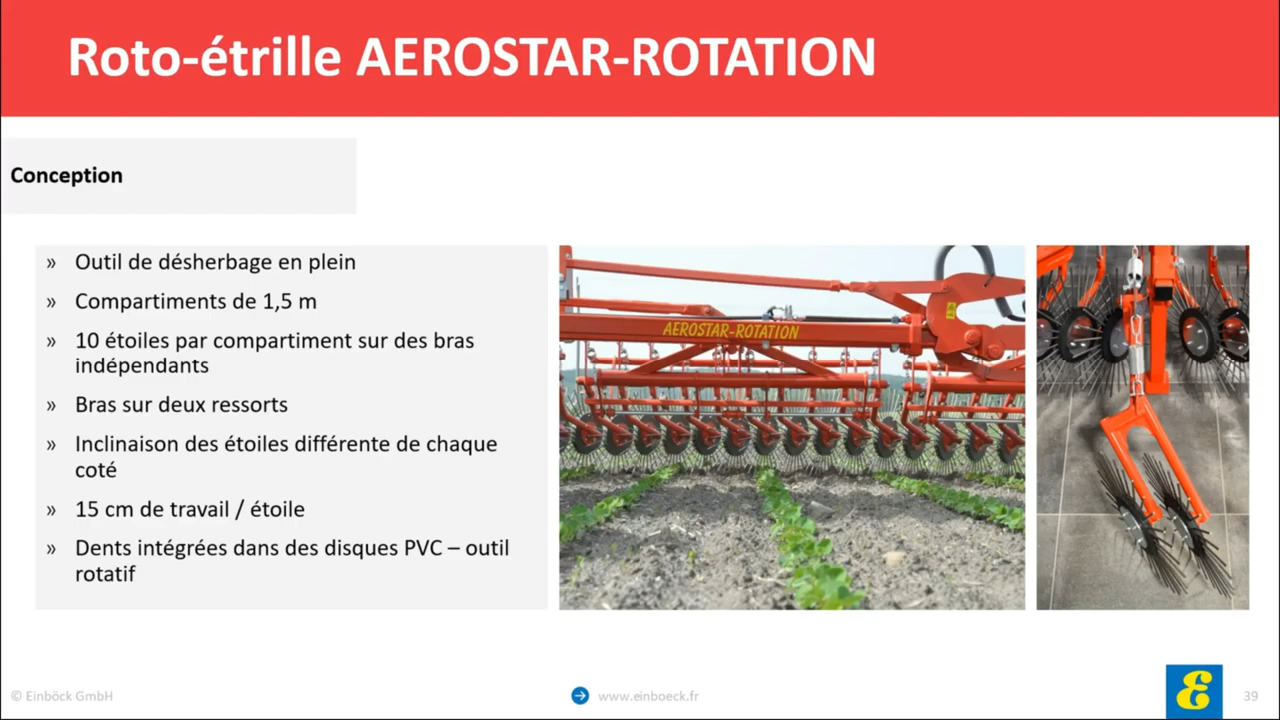 Roto-étrille AEROSTAR-ROTATION
Conception
» Outil de désherbage en plein
» Compartiments de 1,5 m
» 10 étoiles par compartiment sur des bras
indépendants
» Bras sur deux ressorts
» Inclinaison des étoiles différente de chaque
coté
» 15 cm de travail / étoile
» Dents intégrées dans des disques PVC – outil
rotatif
AEROSTAR-ROTATION
© Einböck GmbH
www.einboeck.fr
E
39